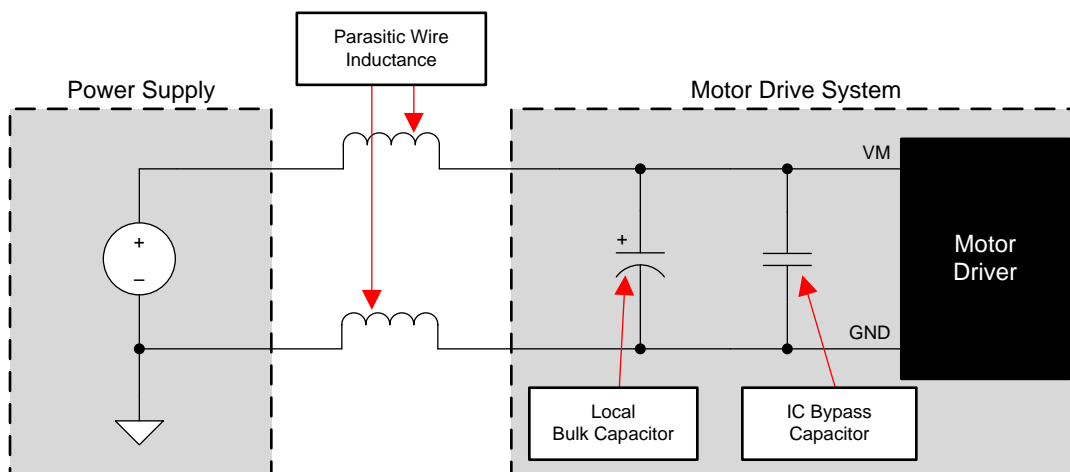 Parasitic Wire
Inductance
Power Supply
Motor Drive System
VM
+
–
+
Motor
Driver
GND
Local
Bulk Capacitor
IC Bypass
Capacitor